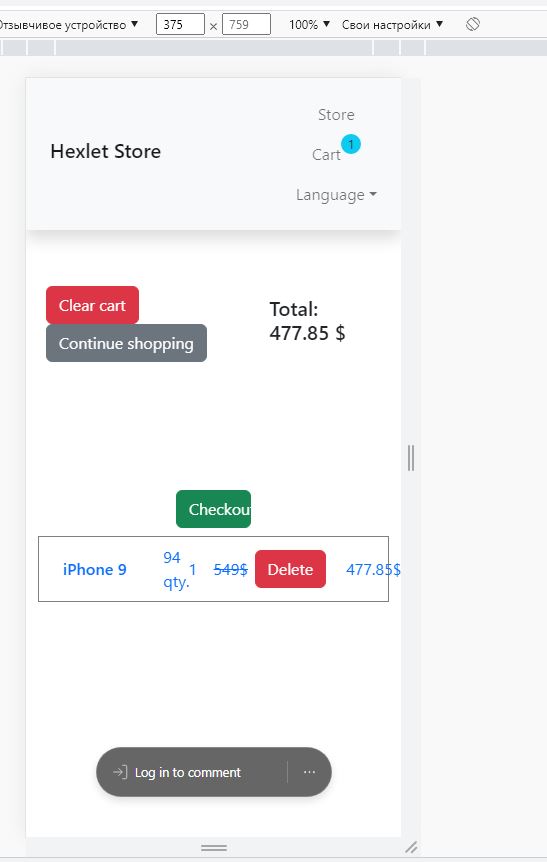 Отзывчивое устройство ▼ 375 × 759 100% ▼ Свои настройки ▼
Store
Hexlet Store
Cart 1
Language
Clear cart
Continue shopping
Total:
477.85 $
Checkou
iPhone 9 94 qty. 1 549$ Delete 477.85$
Log in to comment ...